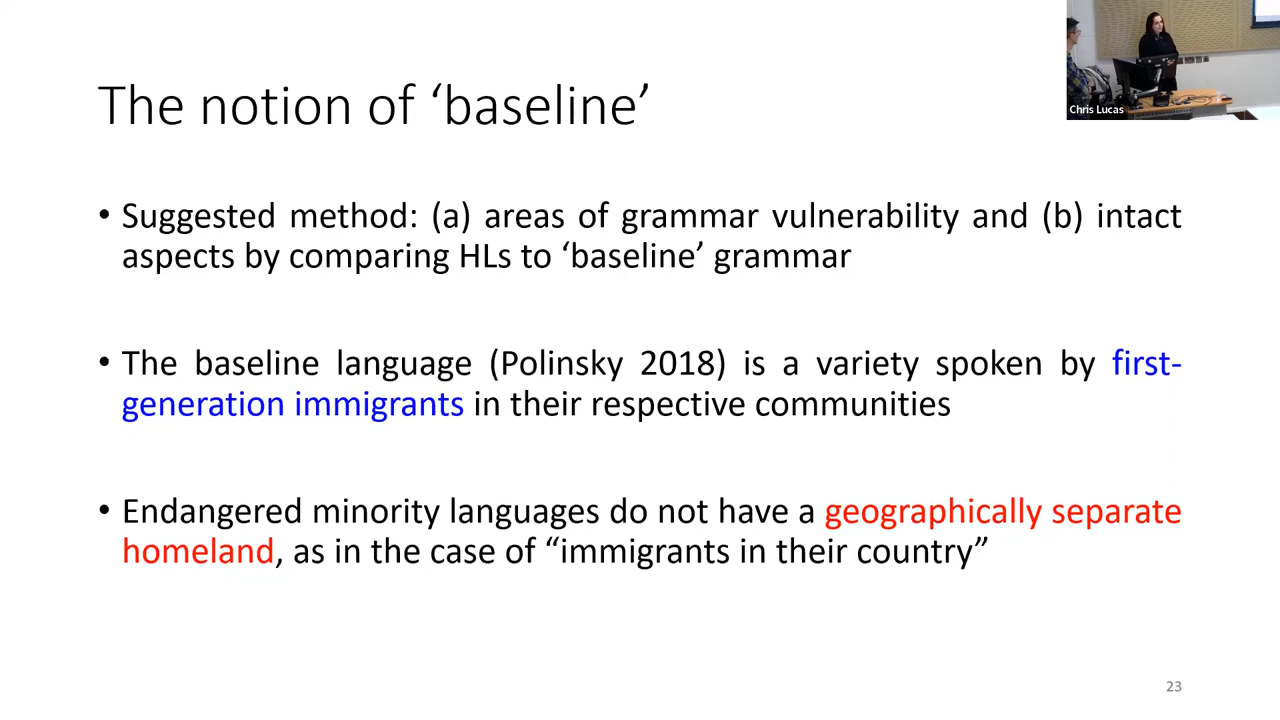 The notion of ‘baseline’
Chris Lucas
• Suggested method: (a) areas of grammar vulnerability and (b) intact
aspects by comparing HLs to ‘baseline’ grammar
• The baseline language (Polinsky 2018) is a variety spoken by first-
generation immigrants in their respective communities
• Endangered minority languages do not have a geographically separate
homeland, as in the case of “immigrants in their country”
23